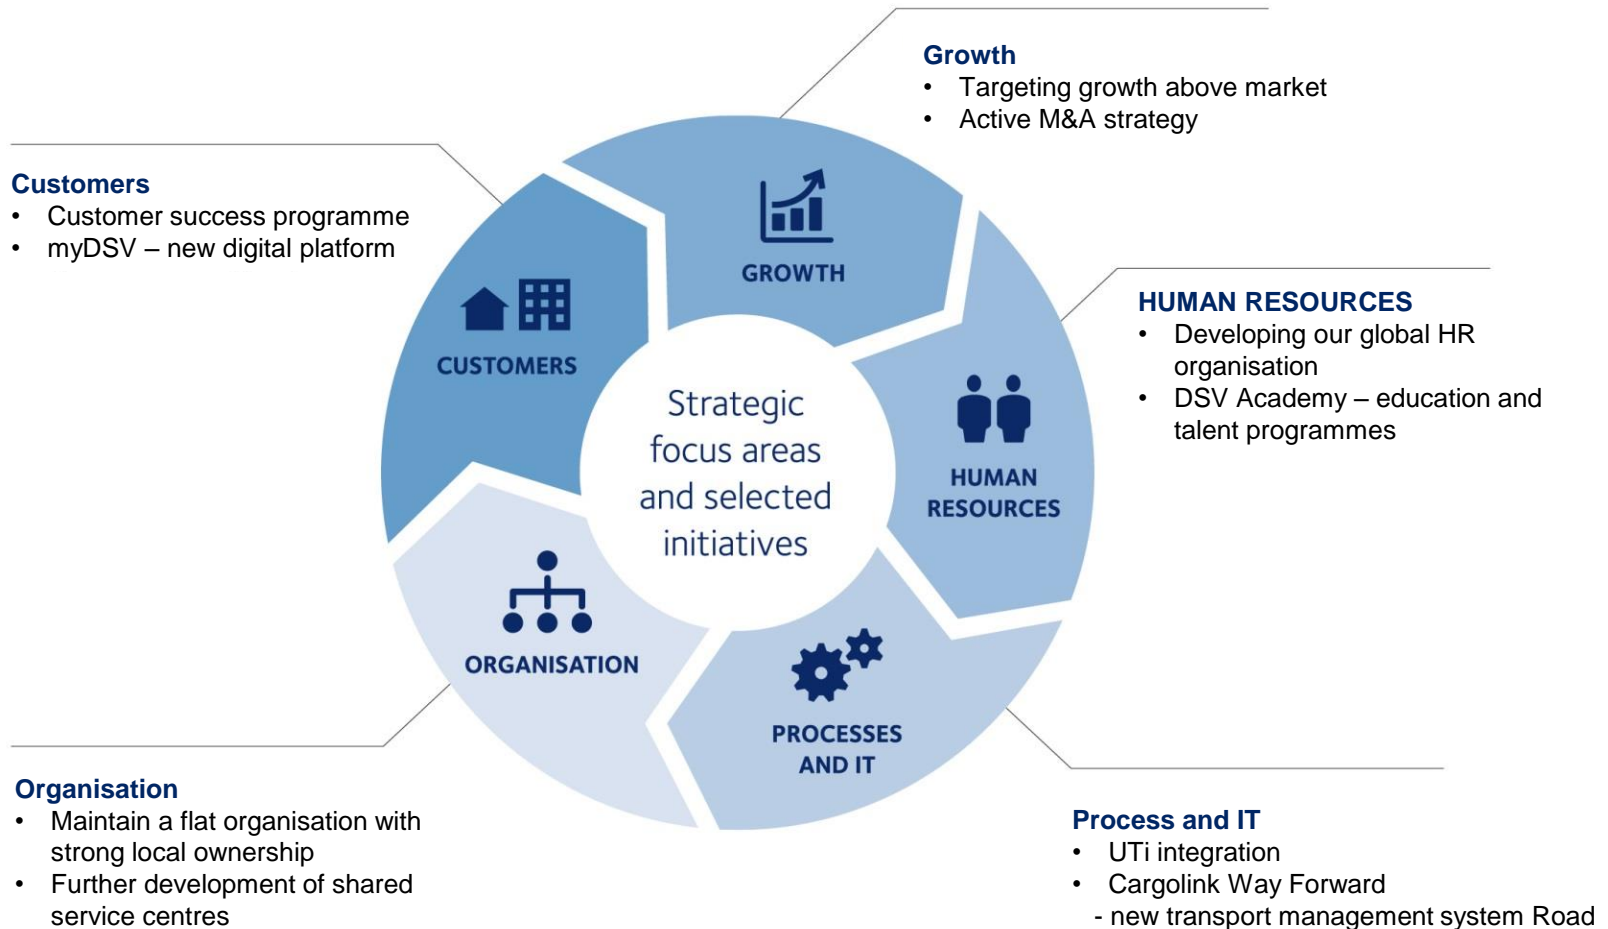 Growth
• Targeting growth above market
• Active M&A strategy
Customers
• Customer success programme
• myDSV – new digital platform
GROWTH
CUSTOMERS
HUMAN RESOURCES
• Developing our global HR
organisation
• DSV Academy – education and
talent programmes
Strategic
focus areas
and selected
initiatives
HUMAN
RESOURCES
ORGANISATION
PROCESSES
AND IT
Organisation
• Maintain a flat organisation with
strong local ownership
• Further development of shared
service centres
Process and IT
• UTi integration
• Cargolink Way Forward
- new transport management system Road